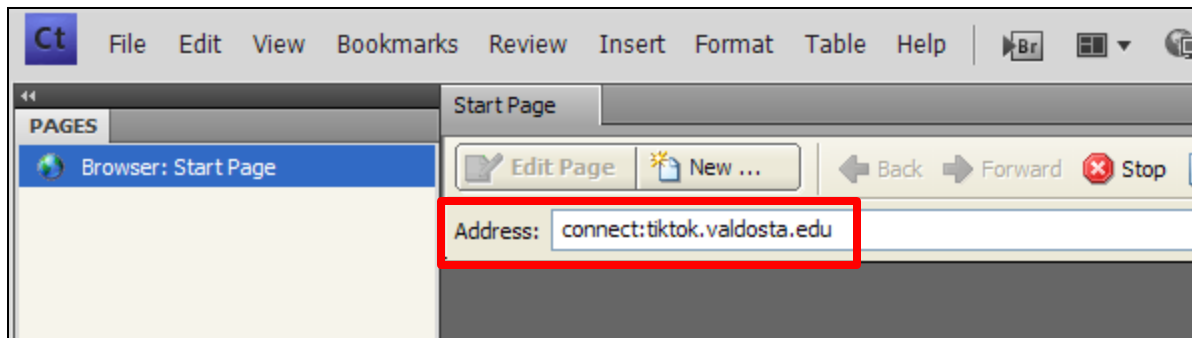 Ct File Edit View Bookmarks Review Insert Format Table Help Br
PAGES
Start Page
Browser: Start Page
Edit Page New ... Back Forward Stop
Address: connect:tiktok.valdosta.edu